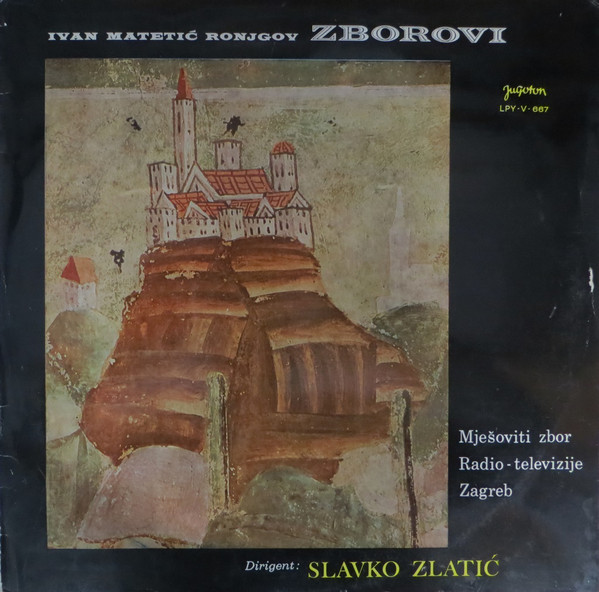 IVAN MATETIĆ RONJGOV ZBOROVI
Jugoton
LPY-V-667
Mješoviti zbor
Radio-televizije
Zagreb
Dirigent: SLAVKO ZLATIĆ